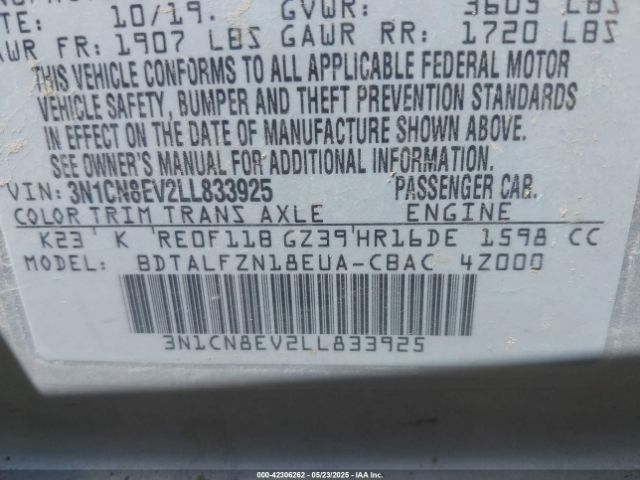 DATE: 10/19. GVWR: 3605 LBS
GAWR FR: 1907 LBS GAWR RR: 1720 LBS
THIS VEHICLE CONFORMS TO ALL APPLICABLE FEDERAL MOTOR
VEHICLE SAFETY, BUMPER AND THEFT PREVENTION STANDARDS
IN EFFECT ON THE DATE OF MANUFACTURE SHOWN ABOVE.
SEE OWNER'S MANUAL FOR ADDITIONAL INFORMATION.
VIN: 3N1CN8EV2LL833925 PASSENGER CAR.
COLOR TRIM TRANS AXLE ENGINE
K23 K RE0F11B GZ39 HR16DE 1598 CC
MODEL: BDTALFZN18EUA-CBAC 4Z000
3N1CN8EV2LL833925
000-42306262 | 05/23/2025 | IAA Inc.